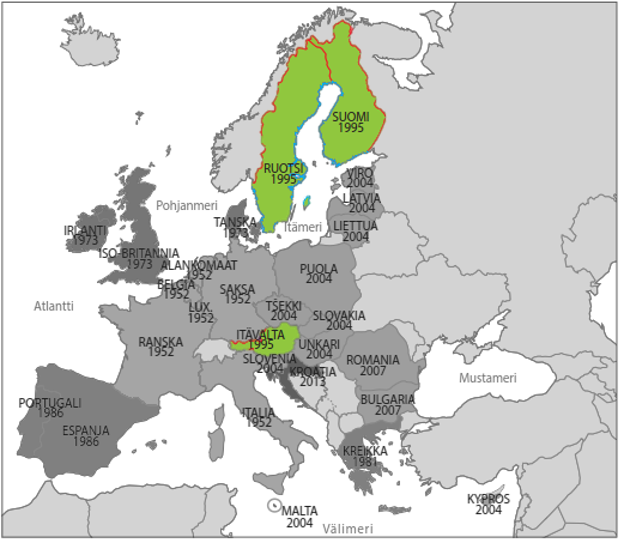 SUOMI
1995
RUOTSI
1995
VIRO
2004
LATVIA
2004
LIETTUA
2004
Pohjanmeri
Itämeri
TANSKA
1973
IRLANTI
1973
ISO-BRITANNIA
1973
ALANKOMAAT
1952
BELGIA
1952
LUX.
1952
SAKSA
1952
PUOLA
2004
TŠEKKI
2004
SLOVAKIA
2004
Atlantti
RANSKA
1952
ITÄVALTA
1995
UNKARI
2004
SLOVENIA
2004
KROATIA
2013
ROMANIA
2007
Mustameri
BULGARIA
2007
PORTUGALI
1986
ESPANJA
1986
ITALIA
1952
KREIKKA
1981
KYPROS
2004
MALTA
2004
Välimeri